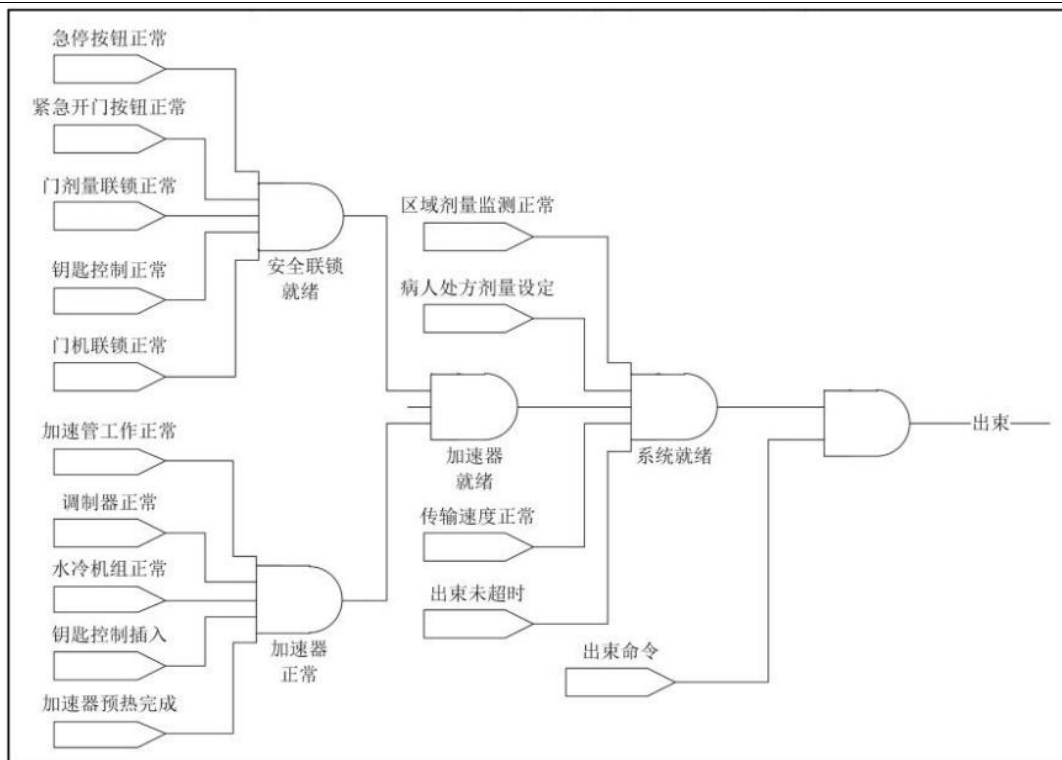 急停按钮正常
紧急开门按钮正常
门剂量联锁正常
钥匙控制正常
门机联锁正常
安全联锁
就绪
加速管工作正常
调制器正常
水冷机组正常
钥匙控制插入
加速器预热完成
加速器
正常
加速器
就绪
区域剂量监测正常
病人处方剂量设定
传输速度正常
出束未超时
系统就绪
出束命令
出束